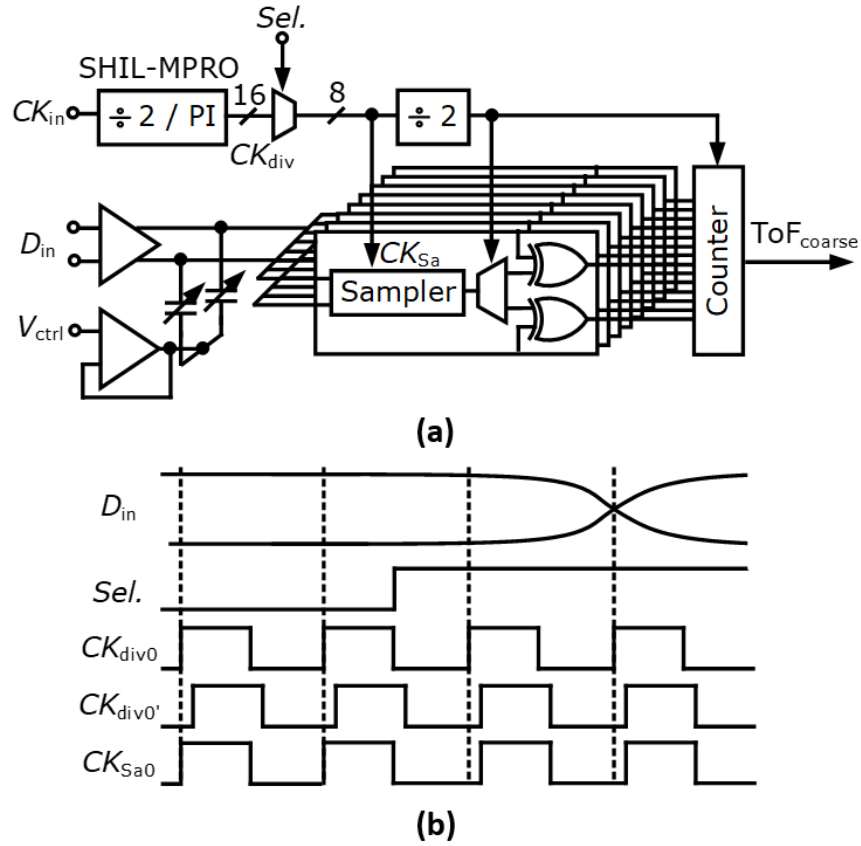 Sel.
SHIL-MPRO
CKin
÷ 2 / PI
16
8
÷ 2
CKdiv
Din
CKSa
Sampler
Counter
ToFcoarse
Vctrl
(a)
Din
Sel.
CKdiv0
CKdiv0'
CKSa0
(b)